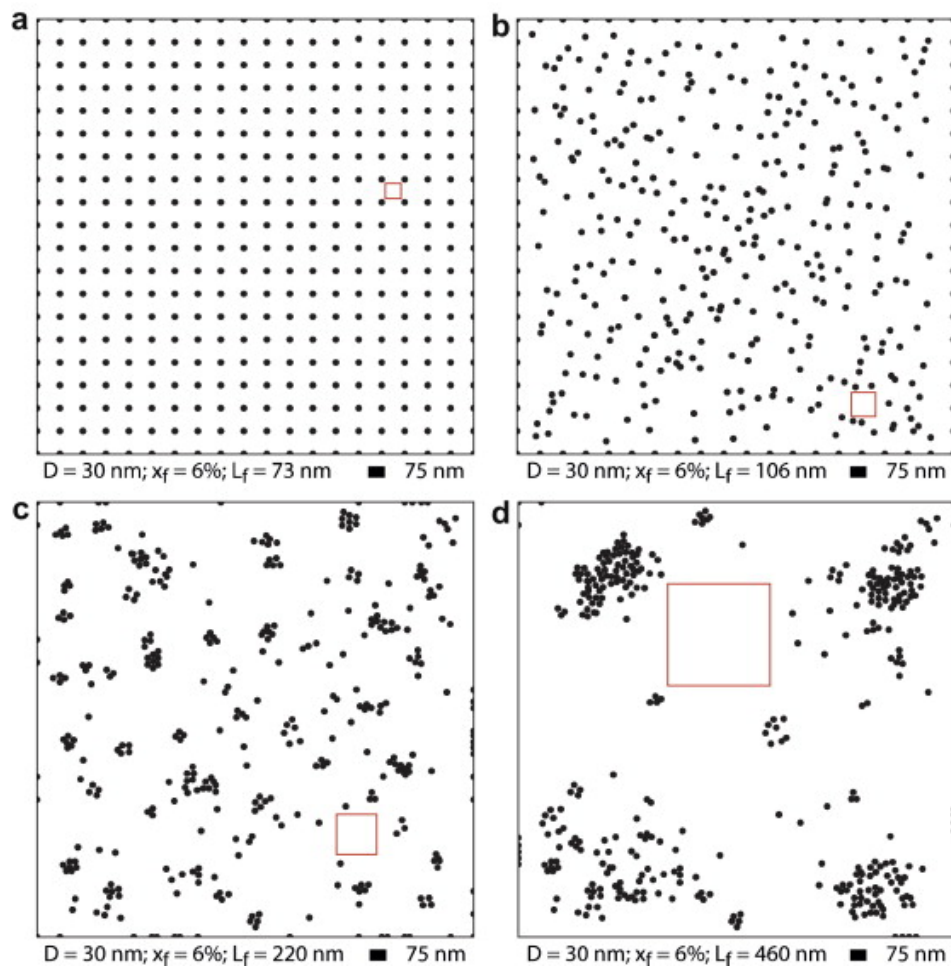 a
b
D = 30 nm; x_f = 6%; L_f = 73 nm 75 nm
D = 30 nm; x_f = 6%; L_f = 106 nm 75 nm
c
d
D = 30 nm; x_f = 6%; L_f = 220 nm 75 nm
D = 30 nm; x_f = 6%; L_f = 460 nm 75 nm